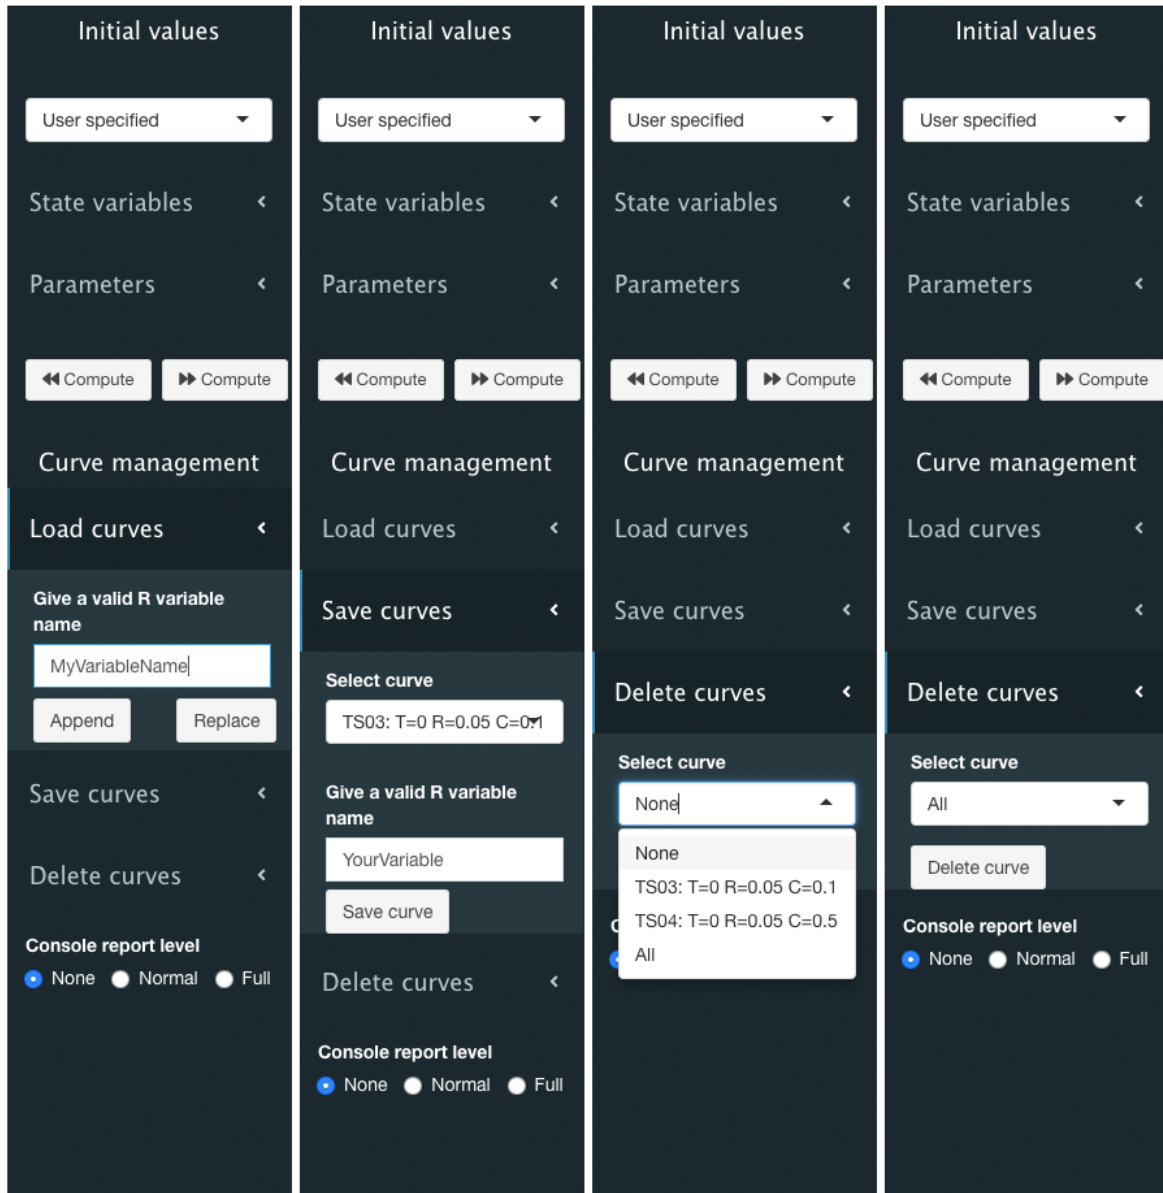 Initial values
User specified
State variables
Parameters
Compute
Compute
Curve management
Load curves
Give a valid R variable
name
MyVariableName
Append
Replace
Save curves
Delete curves
Console report level
None
Normal
Full
Initial values
User specified
State variables
Parameters
Compute
Compute
Curve management
Load curves
Save curves
Select curve
TS03: T=0 R=0.05 C=0.1
Give a valid R variable
name
YourVariable
Save curve
Delete curves
Console report level
None
Normal
Full
Initial values
User specified
State variables
Parameters
Compute
Compute
Curve management
Load curves
Save curves
Delete curves
Select curve
None
None
TS03: T=0 R=0.05 C=0.1
TS04: T=0 R=0.05 C=0.5
All
Initial values
User specified
State variables
Parameters
Compute
Compute
Curve management
Load curves
Save curves
Delete curves
Select curve
All
Delete curve
Console report level
None
Normal
Full